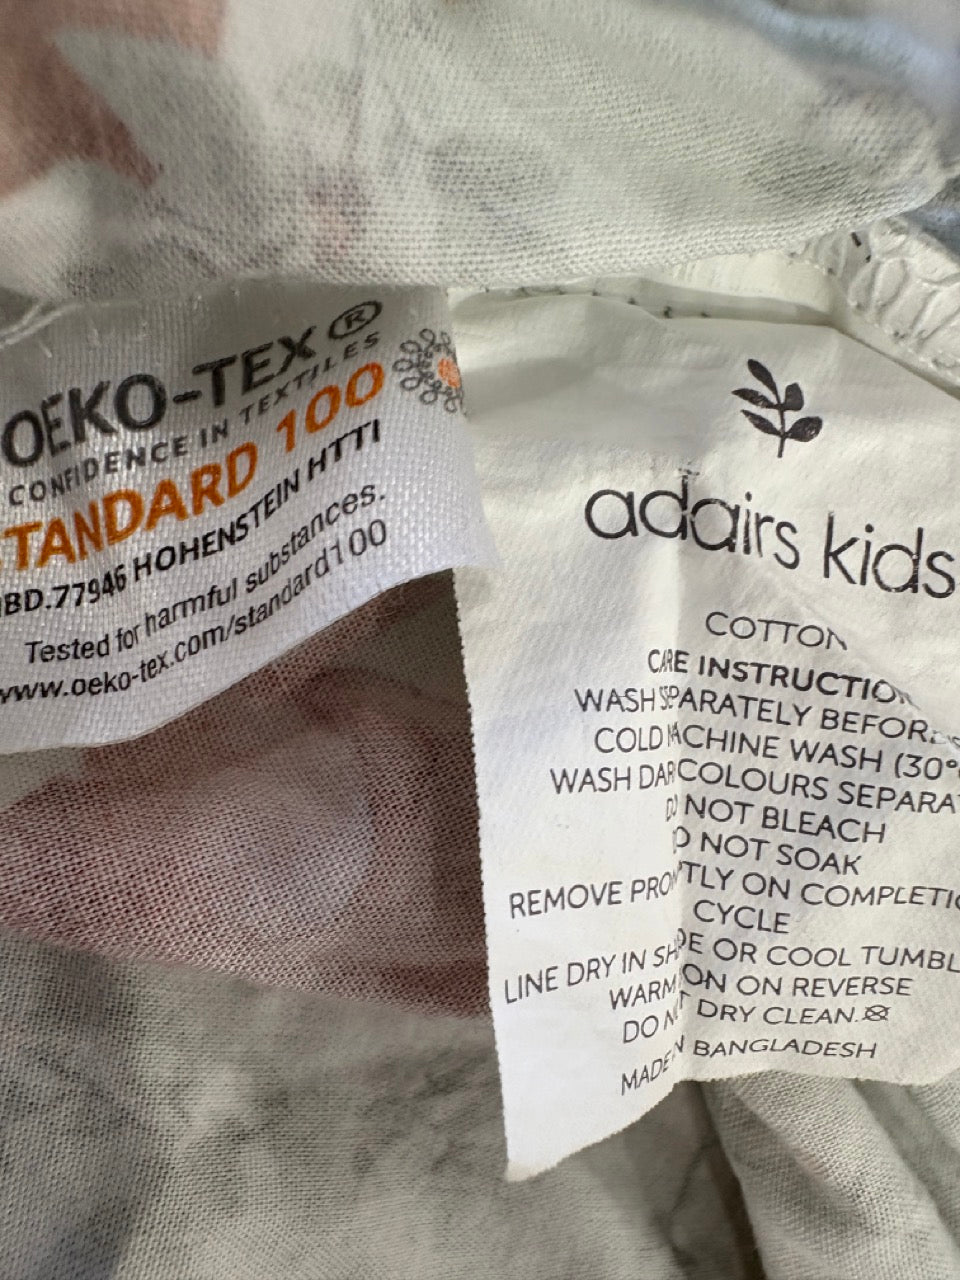 OEKO-TEX®
CONFIDENCE IN TEXTILES
STANDARD 100
BD.77946 HOHENSTEIN HTTI
Tested for harmful substances.
www.oeko-tex.com/standard100
adairs kids
COTTON
CARE INSTRUCTIO
WASH SEPARATELY BEFOR
COLD MACHINE WASH (30°
WASH DARK COLOURS SEPARA
DO NOT BLEACH
DO NOT SOAK
REMOVE PROMPTLY ON COMPLETIO
CYCLE
LINE DRY IN SHADE OR COOL TUMBL
WARM IRON ON REVERSE
DO NOT DRY CLEAN.
MADE IN BANGLADESH